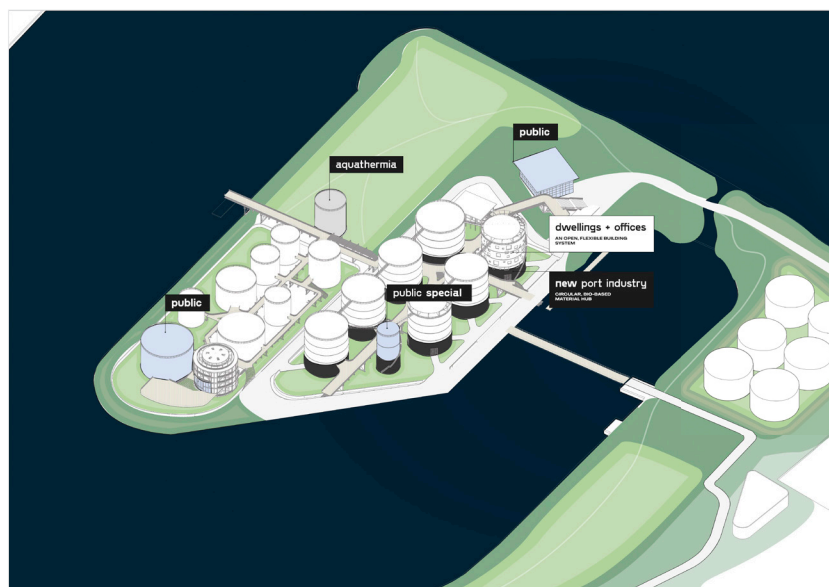 public
aquathermia
dwellings + offices
AN OPEN, FLEXIBLE BUILDING
SYSTEM
new port industry
CIRCULAR, BIO-BASED
MATERIAL HUB
public special
public